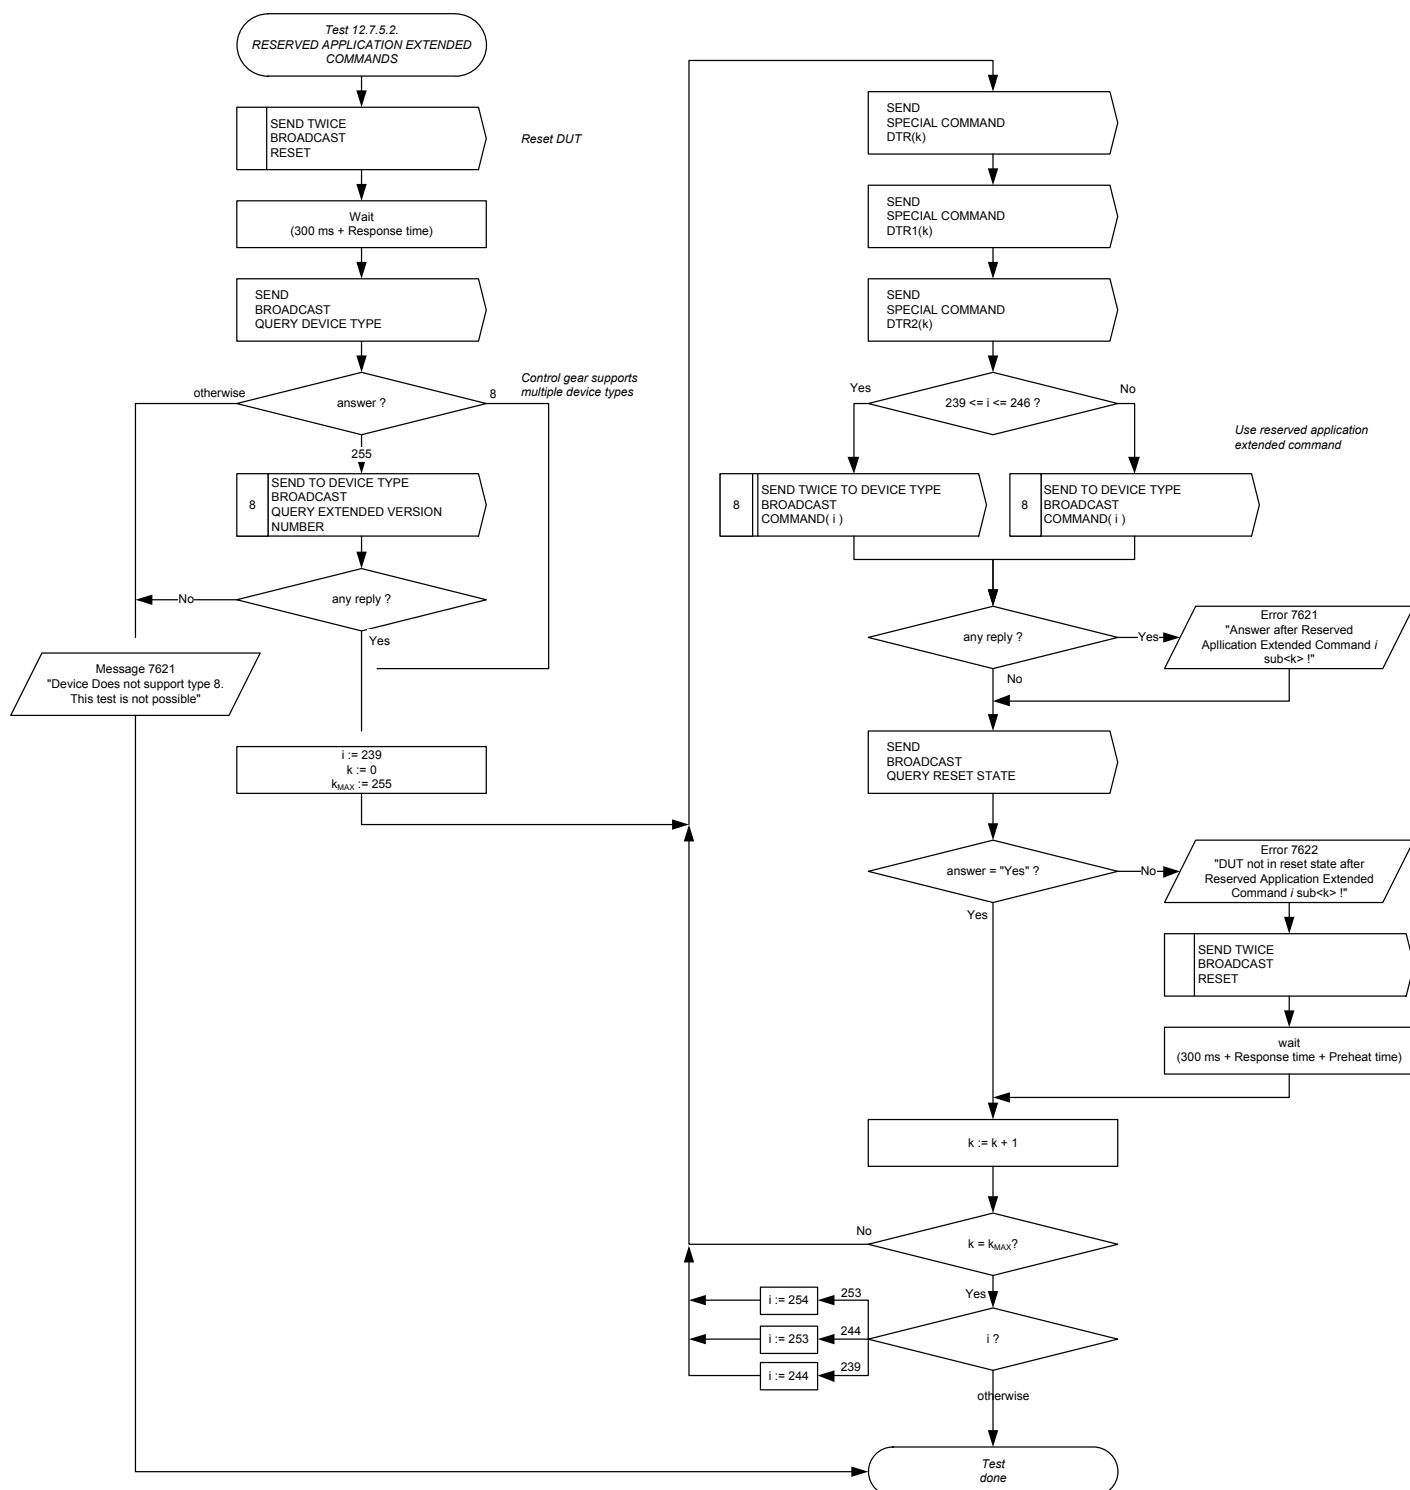 Test 12.7.5.2.
RESERVED APPLICATION EXTENDED
COMMANDS
SEND TWICE
BROADCAST
RESET
Reset DUT
Wait
(300 ms + Response time)
SEND
BROADCAST
QUERY DEVICE TYPE
otherwise
answer ?
8
Control gear supports
multiple device types
255
8
SEND TO DEVICE TYPE
BROADCAST
QUERY EXTENDED VERSION
NUMBER
No
any reply ?
Yes
Message 7621
"Device Does not support type 8.
This test is not possible"
i := 239
k := 0
kMAX := 255
SEND
SPECIAL COMMAND
DTR(k)
SEND
SPECIAL COMMAND
DTR1(k)
SEND
SPECIAL COMMAND
DTR2(k)
Yes
239 <= i <= 246 ?
No
Use reserved application
extended command
8
SEND TWICE TO DEVICE TYPE
BROADCAST
COMMAND( i )
8
SEND TO DEVICE TYPE
BROADCAST
COMMAND( i )
any reply ?
Yes
Error 7621
"Answer after Reserved
Apllication Extended Command i
sub<k> !"
No
SEND
BROADCAST
QUERY RESET STATE
answer = "Yes" ?
No
Error 7622
"DUT not in reset state after
Reserved Application Extended
Command i sub<k> !"
Yes
SEND TWICE
BROADCAST
RESET
wait
(300 ms + Response time + Preheat time)
k := k + 1
No
k = kMAX?
Yes
i := 254
253
i := 253
244
i ?
i := 244
239
otherwise
Test
done